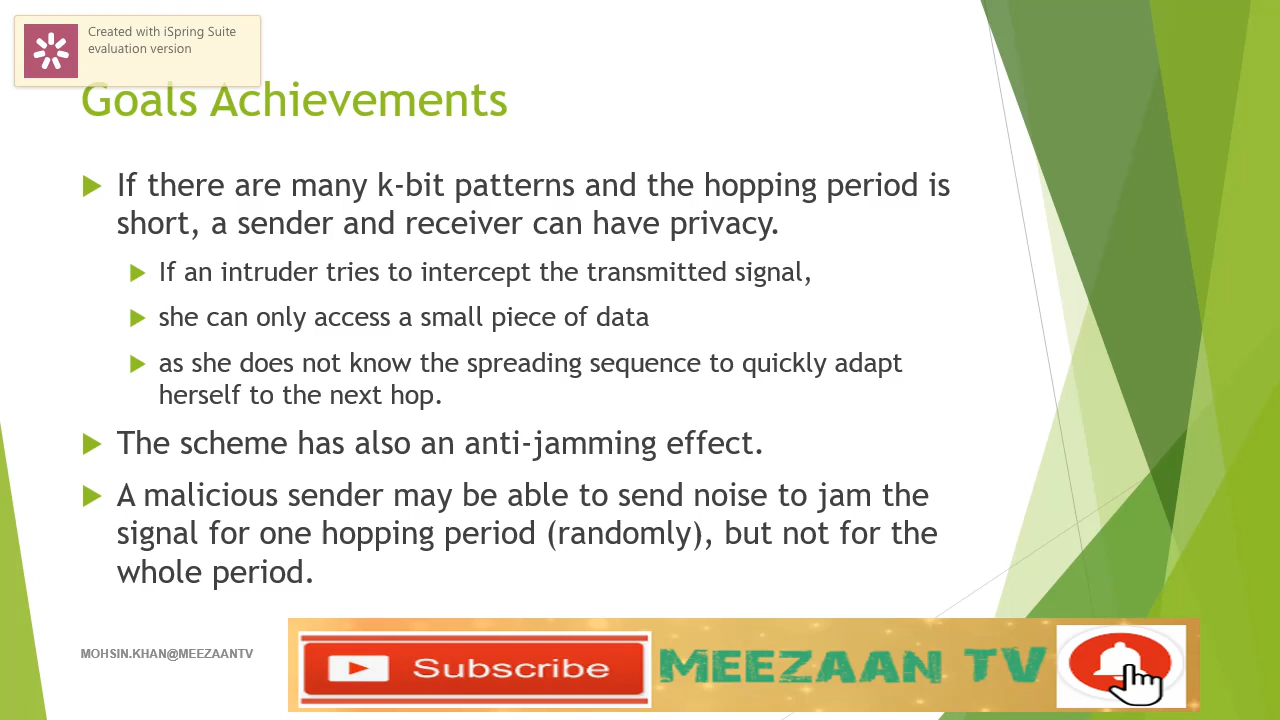 Created with iSpring Suite
evaluation version
Goals Achievements
If there are many k-bit patterns and the hopping period is
short, a sender and receiver can have privacy.
If an intruder tries to intercept the transmitted signal,
she can only access a small piece of data
as she does not know the spreading sequence to quickly adapt
herself to the next hop.
The scheme has also an anti-jamming effect.
A malicious sender may be able to send noise to jam the
signal for one hopping period (randomly), but not for the
whole period.
MOHSIN.KHAN@MEEZAANTV
Subscribe
MEEZAAN TV